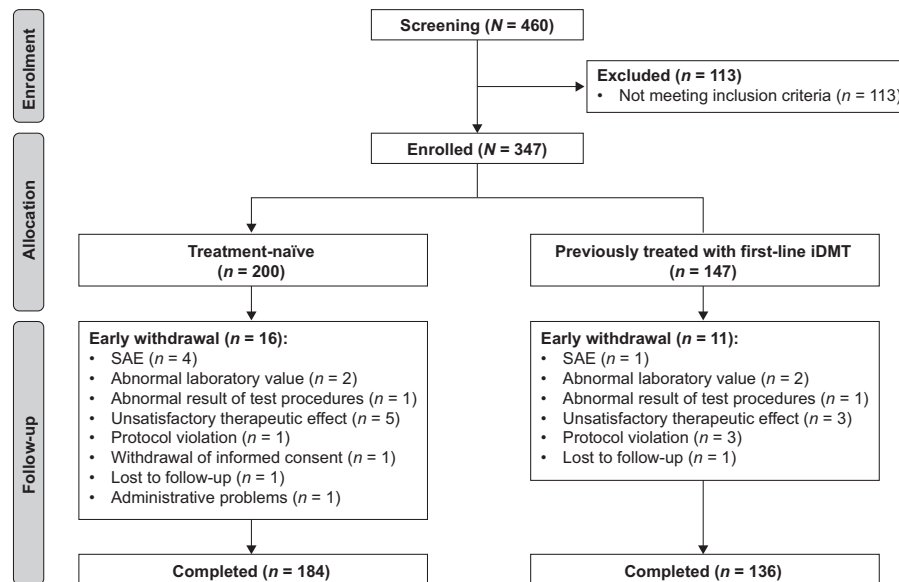 Enrolment
Screening (N = 460)
Excluded (n = 113)
• Not meeting inclusion criteria (n = 113)
Enrolled (N = 347)
Allocation
Treatment-naïve
(n = 200)
Previously treated with first-line iDMT
(n = 147)
Follow-up
Early withdrawal (n = 16):
• SAE (n = 4)
• Abnormal laboratory value (n = 2)
• Abnormal result of test procedures (n = 1)
• Unsatisfactory therapeutic effect (n = 5)
• Protocol violation (n = 1)
• Withdrawal of informed consent (n = 1)
• Lost to follow-up (n = 1)
• Administrative problems (n = 1)
Early withdrawal (n = 11):
• SAE (n = 1)
• Abnormal laboratory value (n = 2)
• Abnormal result of test procedures (n = 1)
• Unsatisfactory therapeutic effect (n = 3)
• Protocol violation (n = 3)
• Lost to follow-up (n = 1)
Completed (n = 184)
Completed (n = 136)